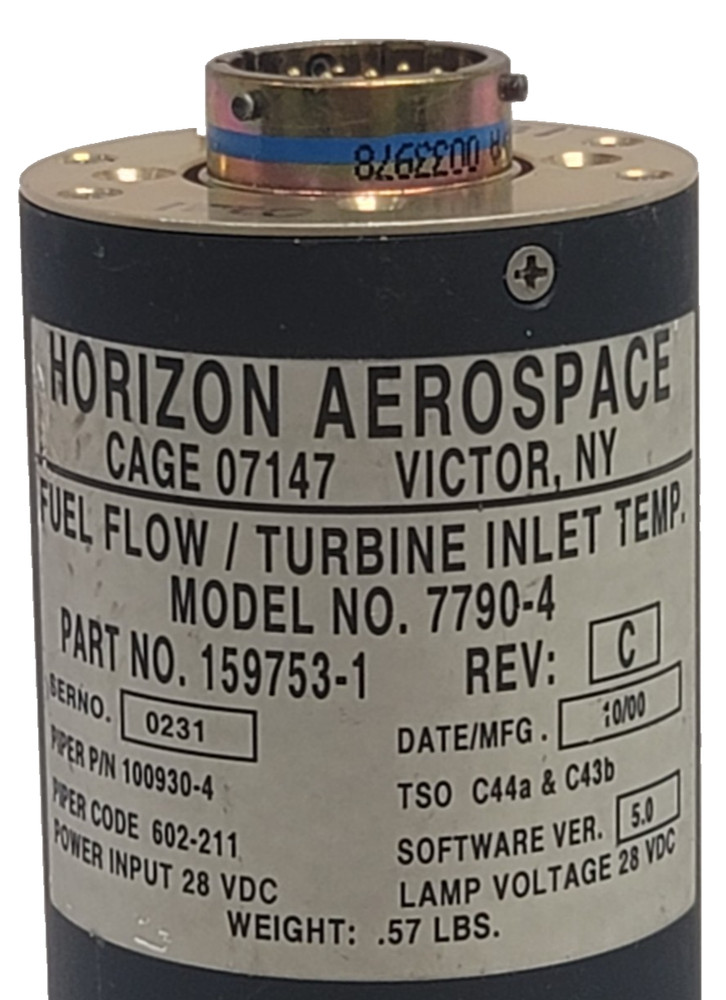 0033978
HORIZON AEROSPACE
CAGE 07147 VICTOR, NY
FUEL FLOW / TURBINE INLET TEMP.
MODEL NO. 7790-4
PART NO. 159753-1 REV: C
SERNO. 0231 DATE/MFG. 10/00
PIPER P/N 100930-4 TSO C44a & C43b
PIPER CODE 602-211 SOFTWARE VER. 5.0
POWER INPUT 28 VDC LAMP VOLTAGE 28 VDC
WEIGHT: .57 LBS.